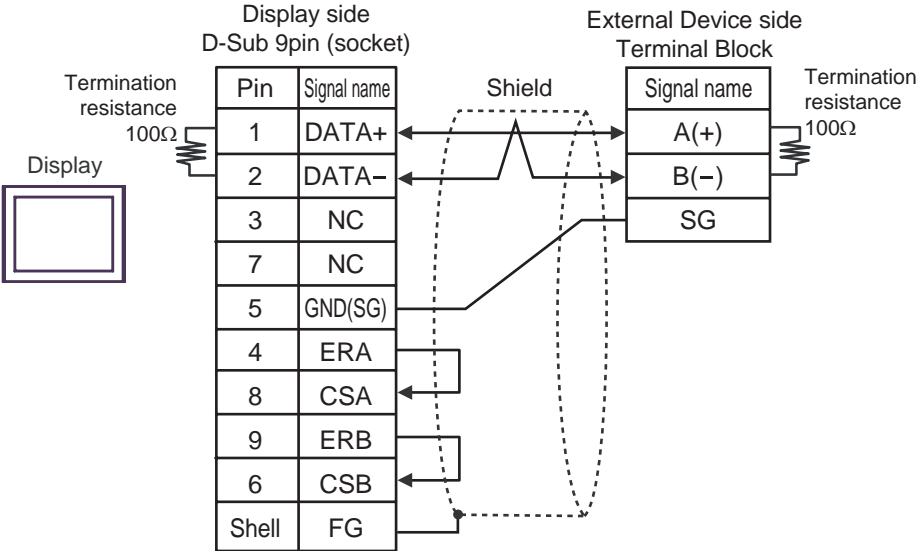 Display side
D-Sub 9pin (socket)
External Device side
Terminal Block
Termination
resistance
100Ω
Display
Pin Signal name
1 DATA+
2 DATA−
3 NC
7 NC
5 GND(SG)
4 ERA
8 CSA
9 ERB
6 CSB
Shell FG
Shield
Signal name
A(+)
B(−)
SG
Termination
resistance
100Ω